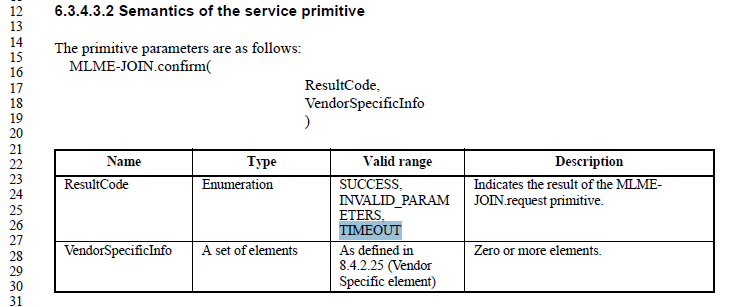 12 6.3.4.3.2 Semantics of the service primitive
13
14 The primitive parameters are as follows:
15
16 MLME-JOIN.confirm(
17 ResultCode,
18 VendorSpecificInfo
19 )
20
21
22 Name Type Valid range Description
23 ResultCode Enumeration SUCCESS, Indicates the result of the MLME-
24 INVALID_PARAM JOIN.request primitive.
25 ETERS,
26 TIMEOUT
27
28 VendorSpecificInfo A set of elements As defined in Zero or more elements.
29 8.4.2.25 (Vendor
30 Specific element)
31